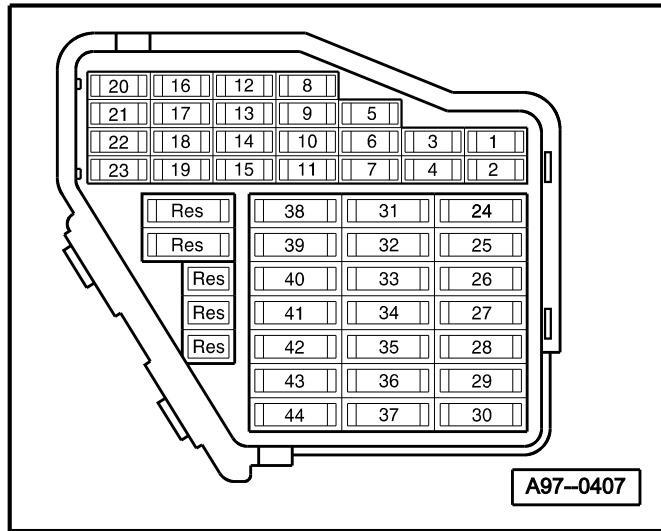 20 16 12 8
21 17 13 9 5
22 18 14 10 6 3 1
23 19 15 11 7 4 2
Res 38 31 24
Res 39 32 25
Res 40 33 26
Res 41 34 27
Res 42 35 28
43 36 29
44 37 30
A97--0407